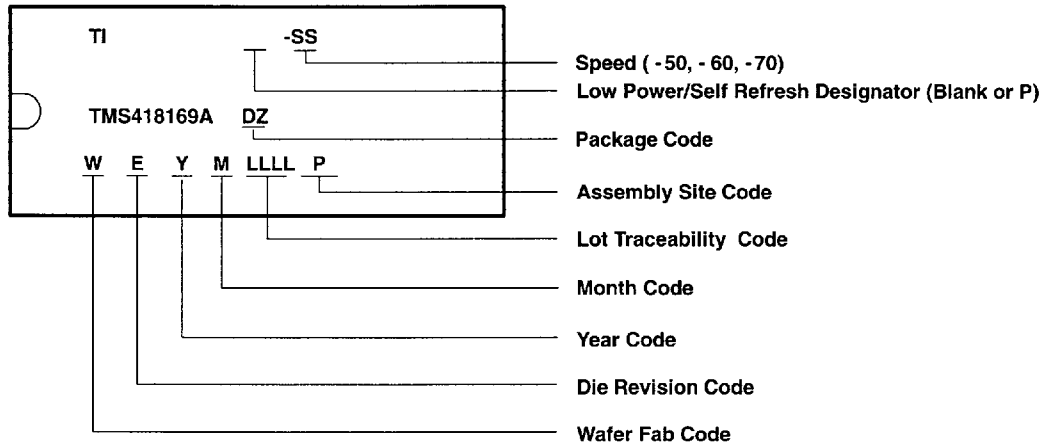 TI -SS
Speed ( -50, -60, -70)
Low Power/Self Refresh Designator (Blank or P)
TMS418169A DZ
Package Code
W E Y M LLLL P
Assembly Site Code
Lot Traceability Code
Month Code
Year Code
Die Revision Code
Wafer Fab Code